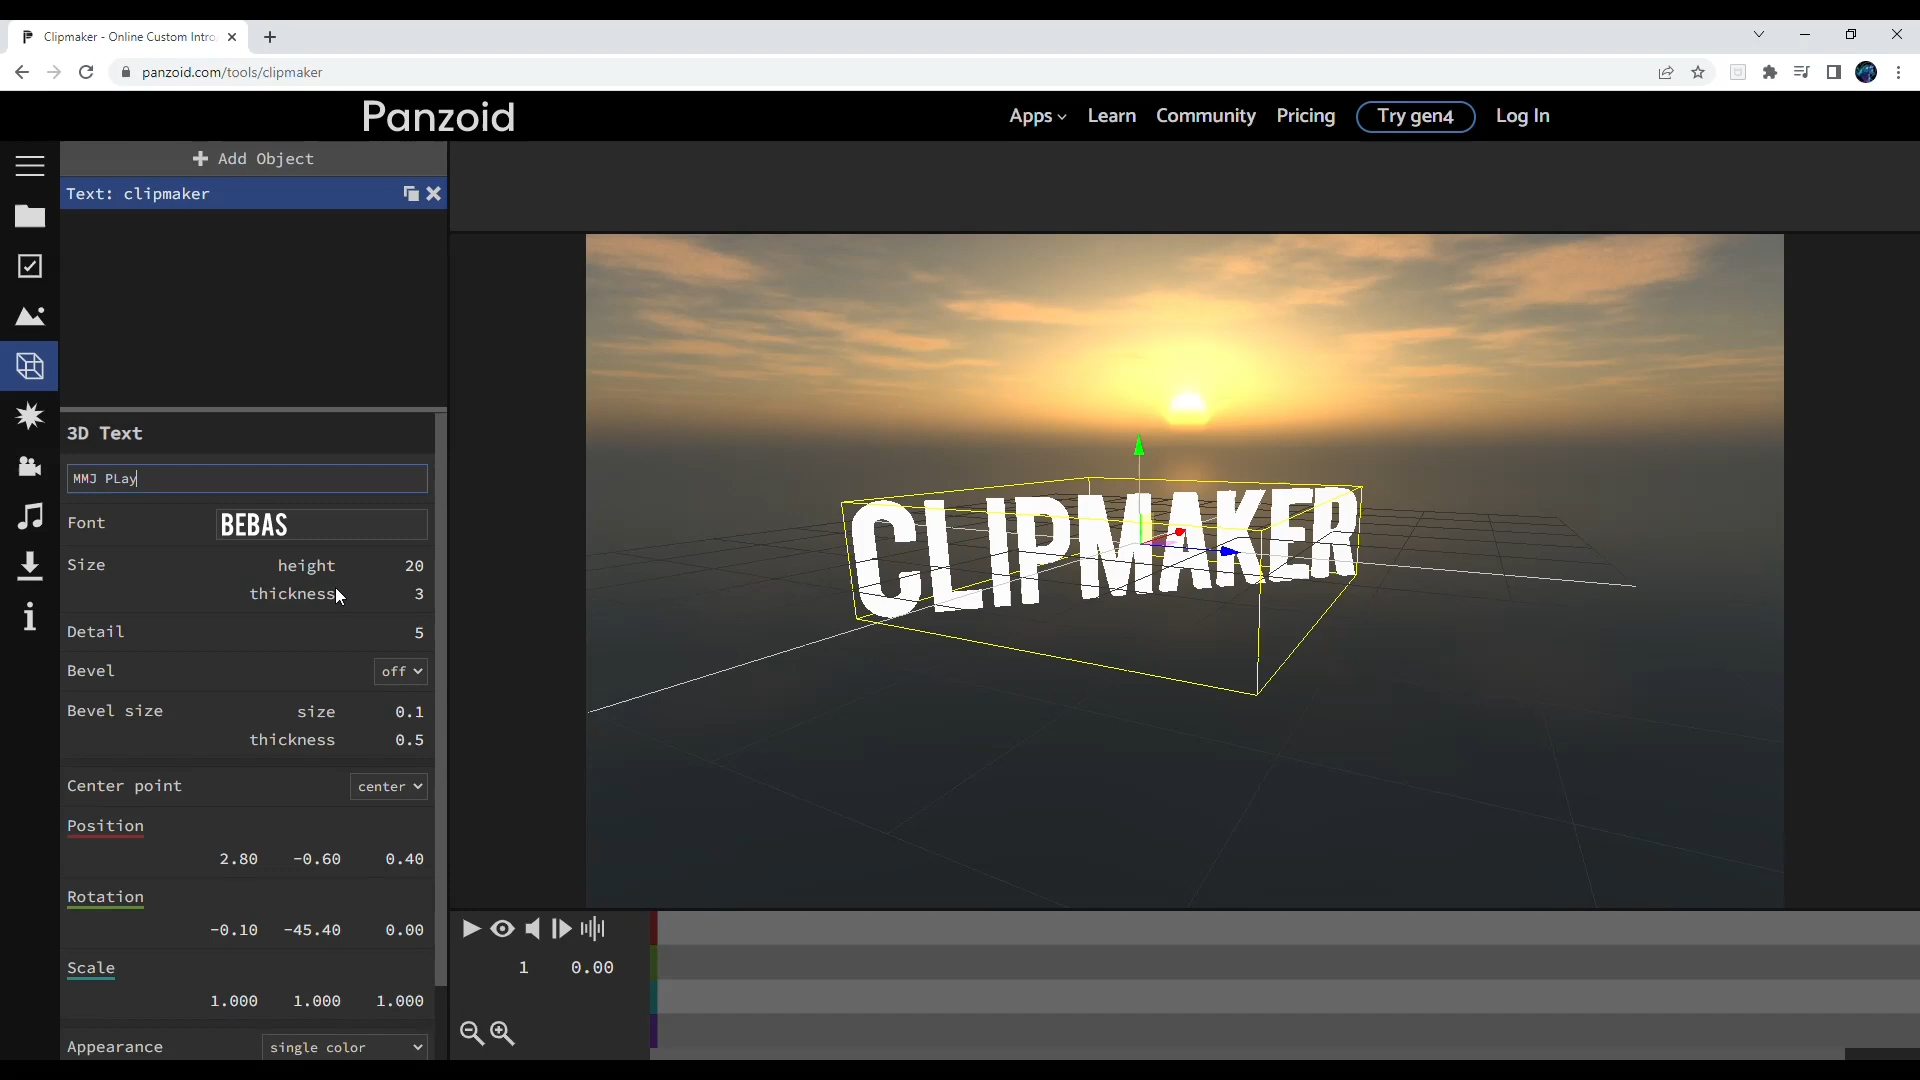 Clipmaker - Online Custom Intro
panzoid.com/tools/clipmaker
Panzoid
Apps
Learn
Community
Pricing
Try gen4
Log In
Add Object
Text: clipmaker
3D Text
MMJ PLay
Font BEBAS
Size height 20
thickness 3
Detail 5
Bevel off
Bevel size size 0.1
thickness 0.5
Center point center
Position
2.80 -0.60 0.40
Rotation
-0.10 -45.40 0.00
Scale
1.000 1.000 1.000
Appearance single color
CLIPMAKER
1 0.00